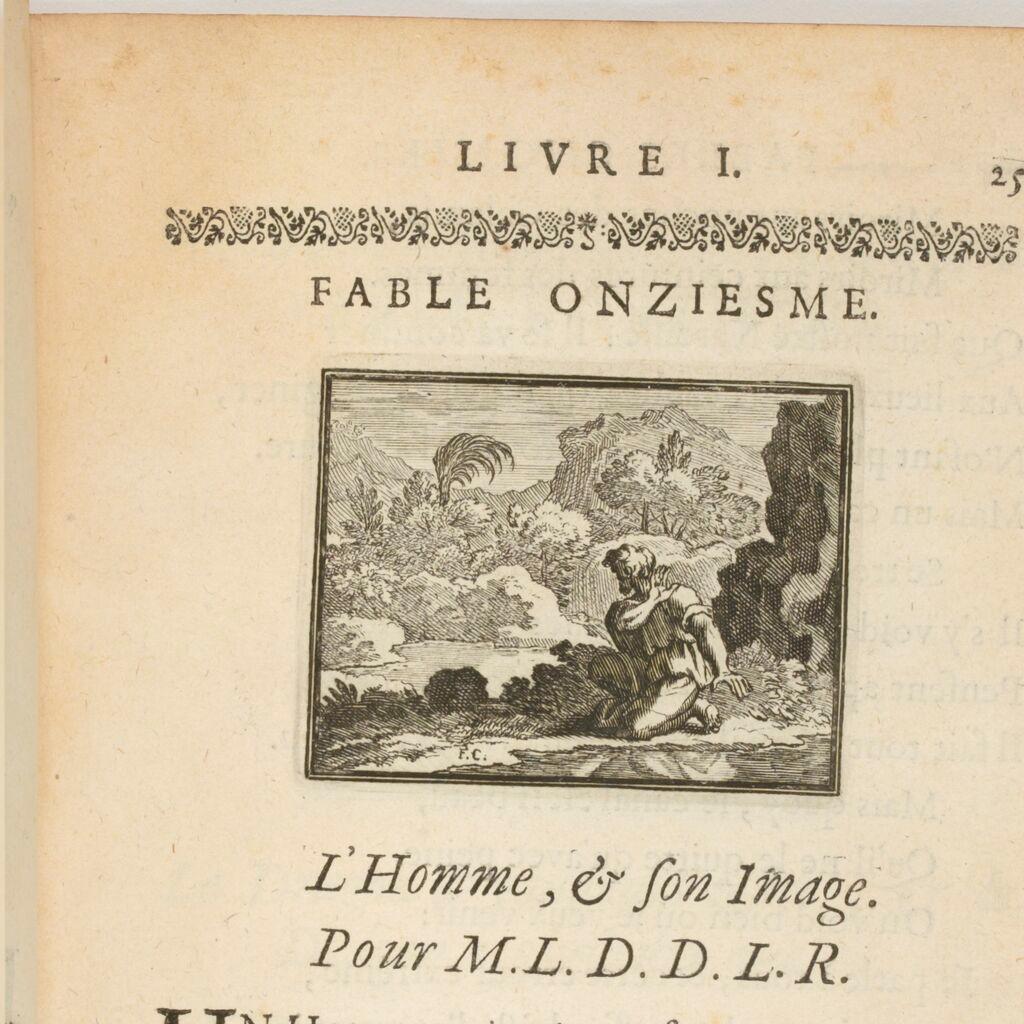 LIVRE I.
25
FABLE ONZIESME.
F.C.
L'Homme, & ſon Image.
Pour M. L. D. D. L. R.